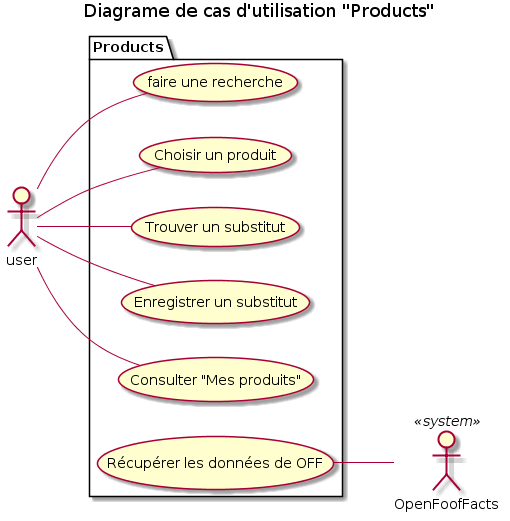 Diagrame de cas d'utilisation "Products"
Products
faire une recherche
Choisir un produit
Trouver un substitut
user
Enregistrer un substitut
Consulter "Mes produits"
«system»
Récupérer les données de OFF
OpenFoofFacts